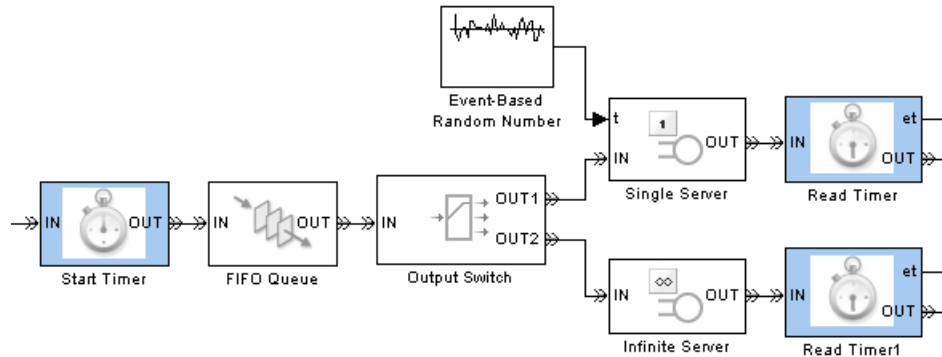 Event-Based
Random Number
t
1
IN
OUT
Single Server
IN
et
OUT
Read Timer
IN
OUT
Start Timer
IN
OUT
FIFO Queue
IN
OUT1
OUT2
Output Switch
IN
∞
OUT
Infinite Server
IN
et
OUT
Read Timer1